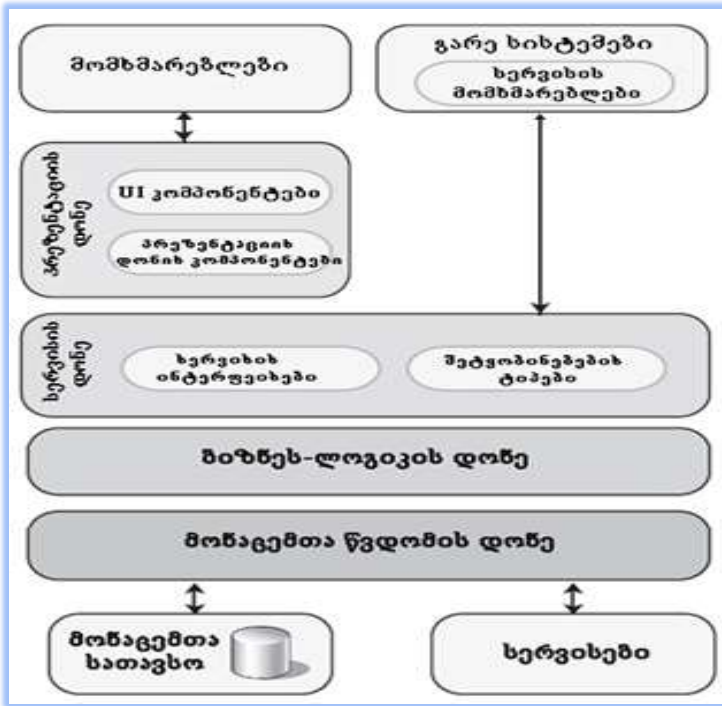 მომხმარებლები
გარე სისტემები
სერვისის
მომხმარებლები
პრეზენტაციის
დონე
UI კომპონენტები
პრეზენტაციის
დონის კომპონენტები
სერვისის
დონე
სერვისის
ინტერფეისები
შეტყობინებების
ტიპები
ბიზნეს-ლოგიკის დონე
მონაცემთა წვდომის დონე
მონაცემთა
სათავსო
სერვისები